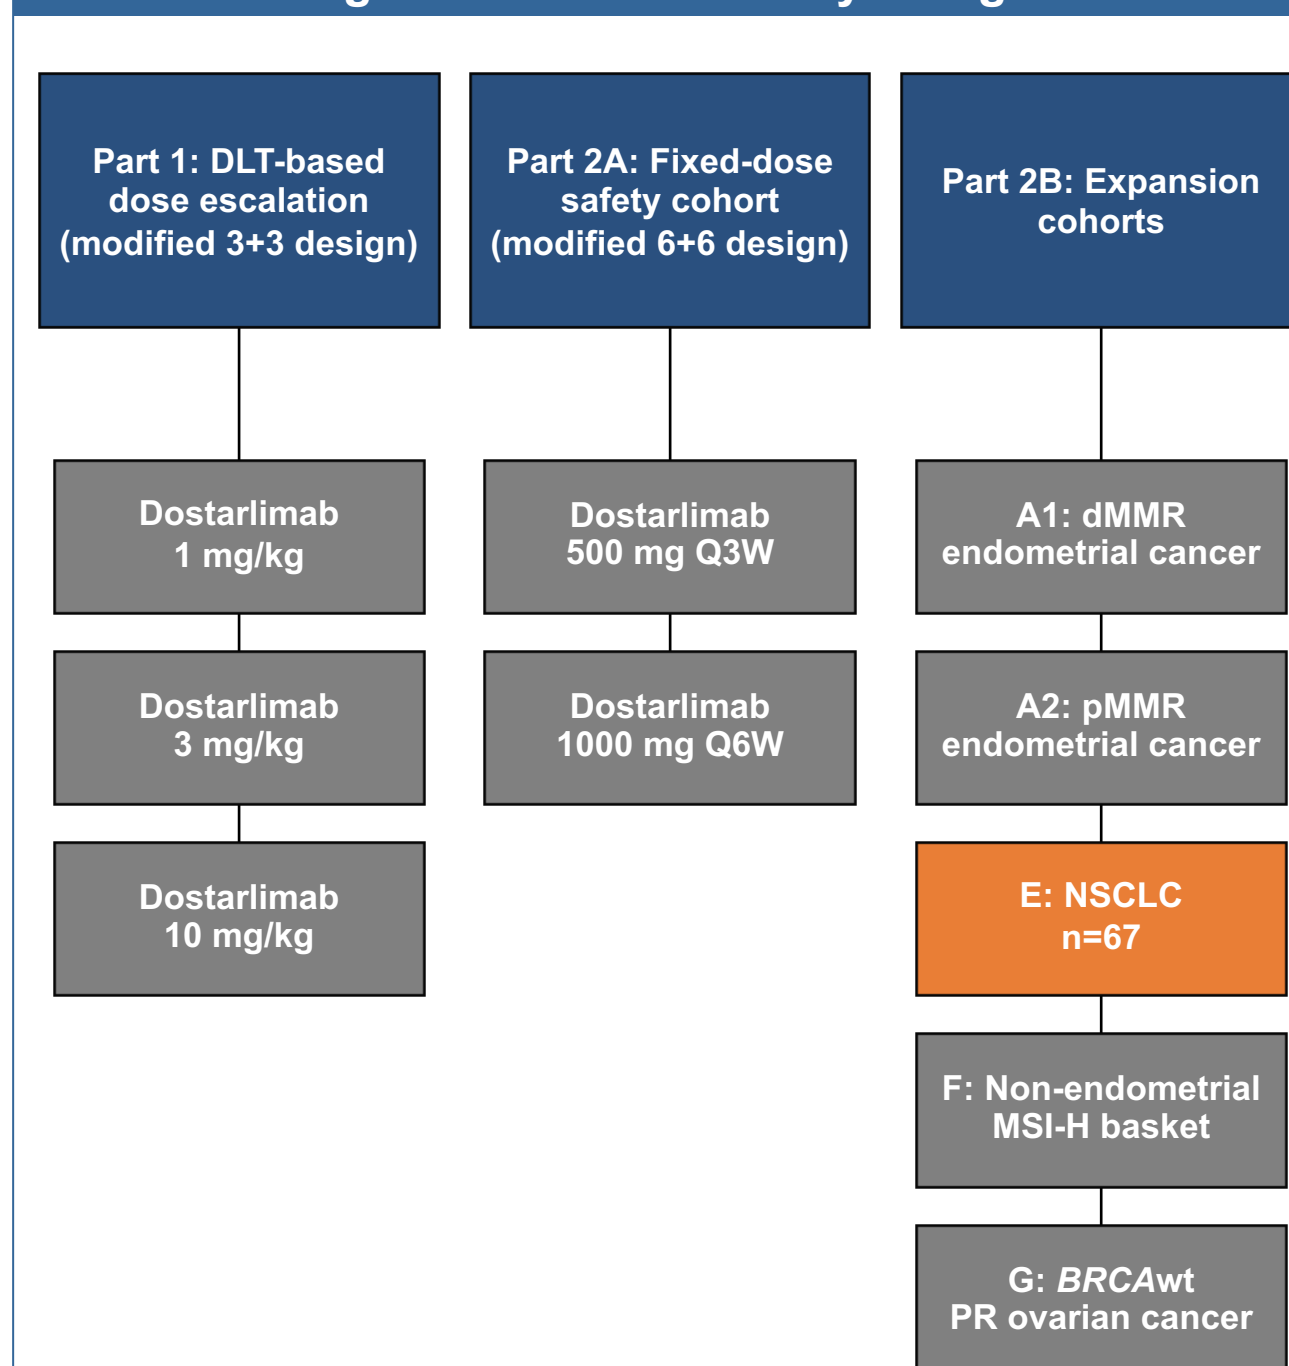 Part 1: DLT-based
dose escalation
(modified 3+3 design)
Part 2A: Fixed-dose
safety cohort
(modified 6+6 design)
Part 2B: Expansion
cohorts
Dostarlimab
1 mg/kg
Dostarlimab
3 mg/kg
Dostarlimab
10 mg/kg
Dostarlimab
500 mg Q3W
Dostarlimab
1000 mg Q6W
A1: dMMR
endometrial cancer
A2: pMMR
endometrial cancer
E: NSCLC
n=67
F: Non-endometrial
MSI-H basket
G: BRCAwt
PR ovarian cancer